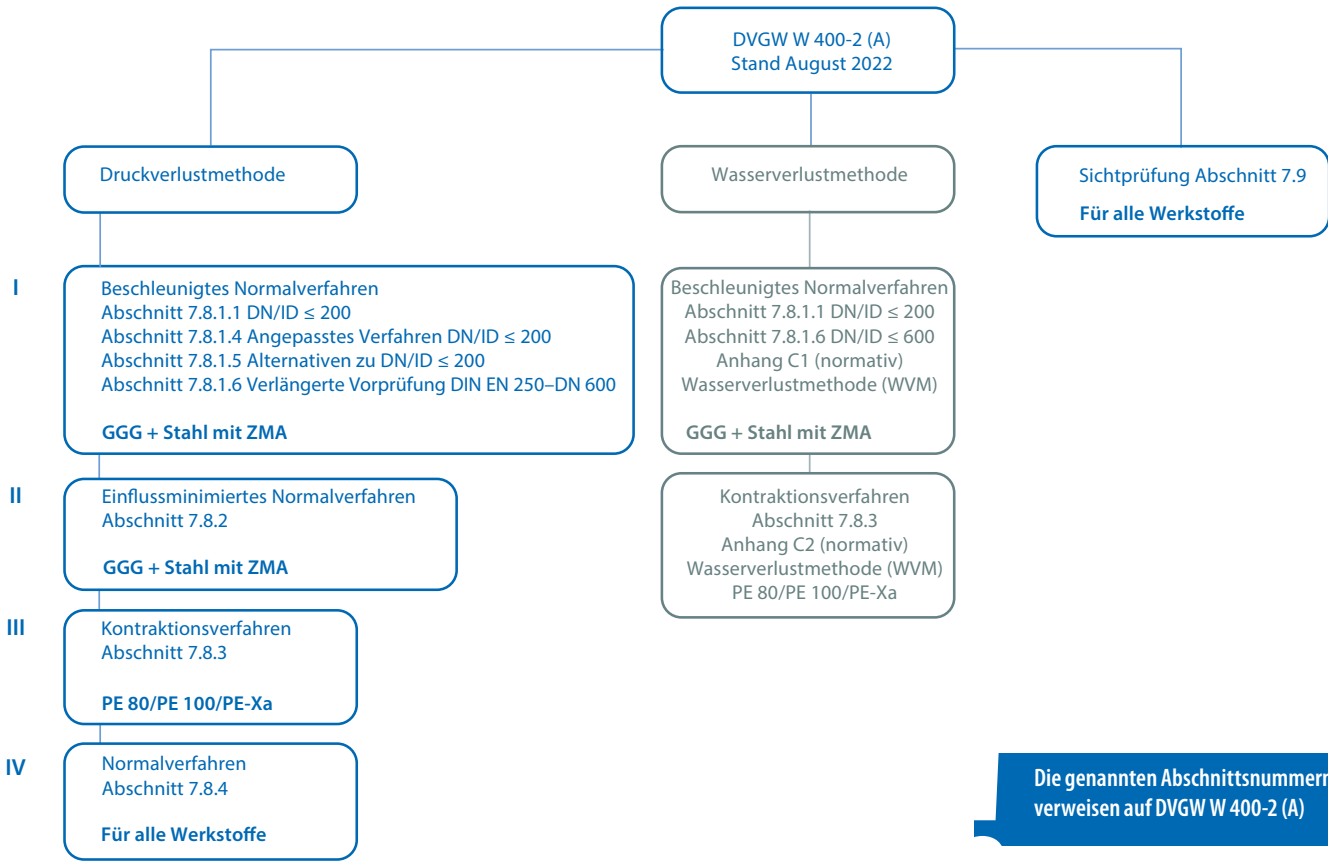 DVGW W 400-2 (A)
Stand August 2022
Druckverlustmethode
Wasserverlustmethode
Sichtprüfung Abschnitt 7.9
Für alle Werkstoffe
I
Beschleunigtes Normalverfahren
Abschnitt 7.8.1.1 DN/ID ≤ 200
Abschnitt 7.8.1.4 Angepasstes Verfahren DN/ID ≤ 200
Abschnitt 7.8.1.5 Alternativen zu DN/ID ≤ 200
Abschnitt 7.8.1.6 Verlängerte Vorprüfung DIN EN 250–DN 600
GGG + Stahl mit ZMA
Beschleunigtes Normalverfahren
Abschnitt 7.8.1.1 DN/ID ≤ 200
Abschnitt 7.8.1.6 DN/ID ≤ 600
Anhang C1 (normativ)
Wasserverlustmethode (WVM)
GGG + Stahl mit ZMA
II
Einflussminimiertes Normalverfahren
Abschnitt 7.8.2
GGG + Stahl mit ZMA
Kontraktionsverfahren
Abschnitt 7.8.3
Anhang C2 (normativ)
Wasserverlustmethode (WVM)
PE 80/PE 100/PE-Xa
III
Kontraktionsverfahren
Abschnitt 7.8.3
PE 80/PE 100/PE-Xa
IV
Normalverfahren
Abschnitt 7.8.4
Für alle Werkstoffe
Die genannten Abschnittsnummern
verweisen auf DVGW W 400-2 (A)